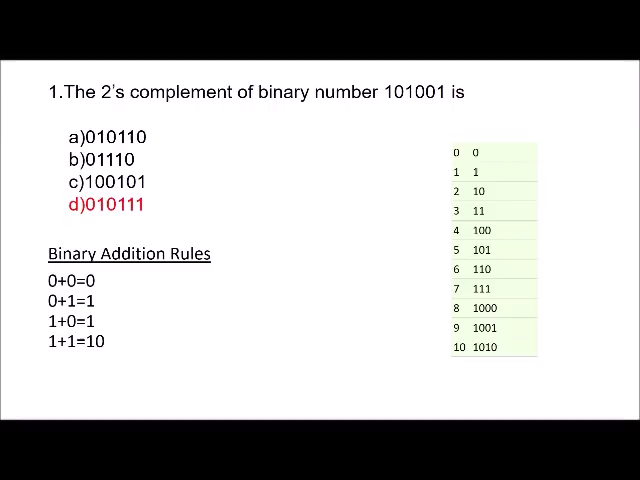 1.The 2's complement of binary number 101001 is
a)010110
b)01110
c)100101
d)010111
Binary Addition Rules
0+0=0
0+1=1
1+0=1
1+1=10
0 0
1 1
2 10
3 11
4 100
5 101
6 110
7 111
8 1000
9 1001
10 1010